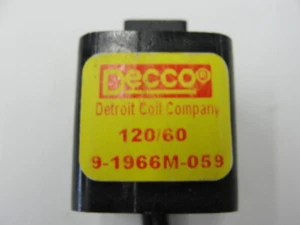 Decco®
Detroit Coil Company
120/60
9-1966M-059